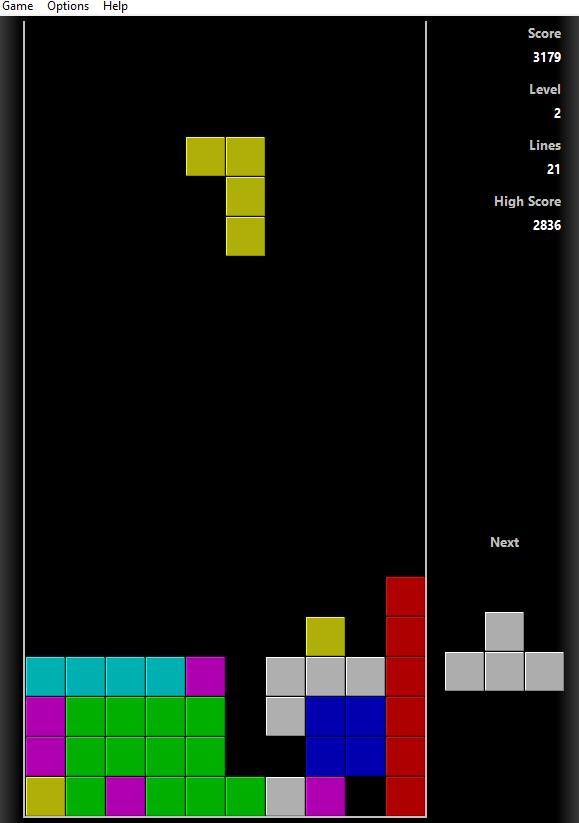 Game Options Help
Score
3179
Level
2
Lines
21
High Score
2836
Next